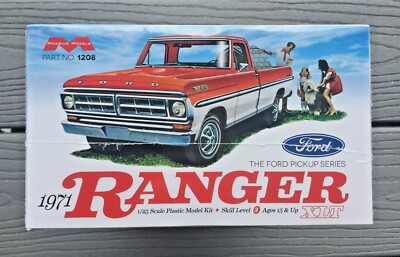 Moebius Models
PART NO 1208
FORD
Ford
THE FORD PICKUP SERIES
1971 RANGER XLT
1/25 Scale Plastic Model Kit • Skill Level 2 Ages 15 & Up